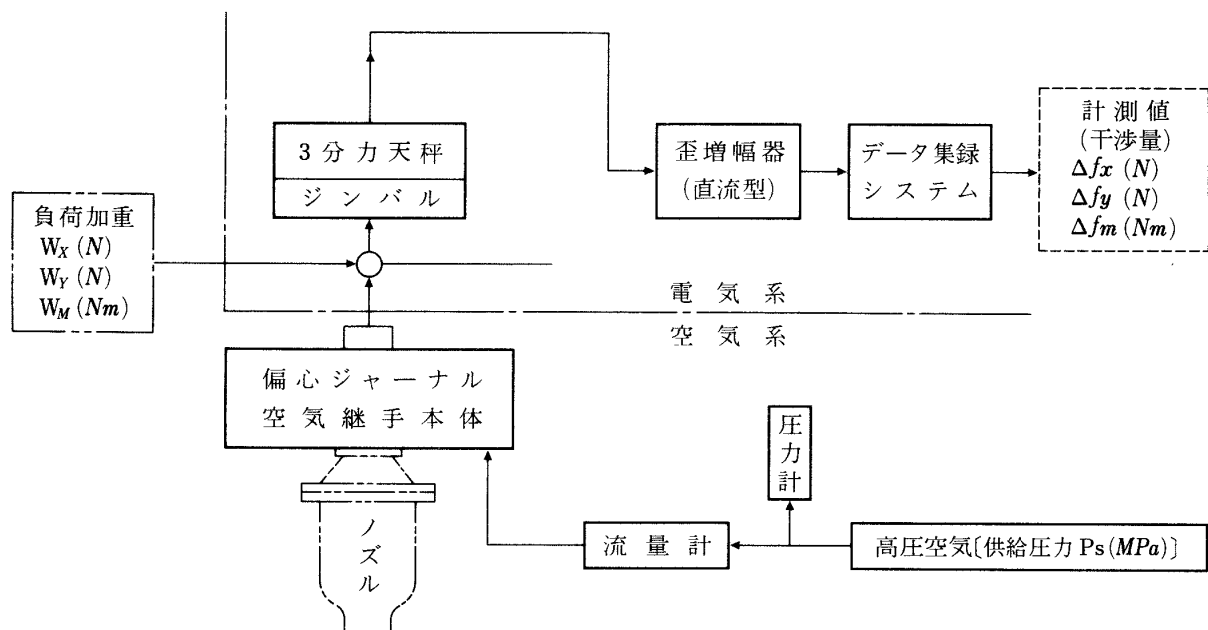 3分力天秤
ジンバル
歪増幅器
(直流型)
データ集録
システム
計測値
(干渉量)
Δfx (N)
Δfy (N)
Δfm (Nm)
負荷加重
W_X (N)
W_Y (N)
W_M (Nm)
電気系
空気系
偏心ジャーナル
空気継手本体
ノズル
圧力計
流量計
高圧空気〔供給圧力 Ps (MPa)〕